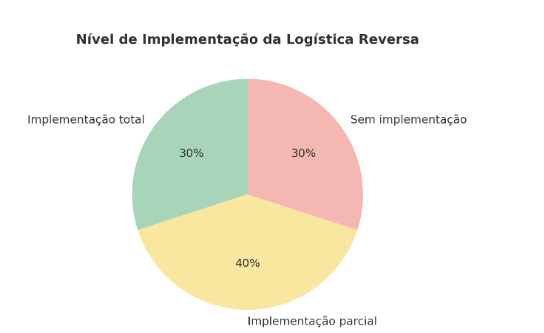 Nível de Implementação da Logística Reversa
Implementação total
Sem implementação
30%
30%
40%
Implementação parcial